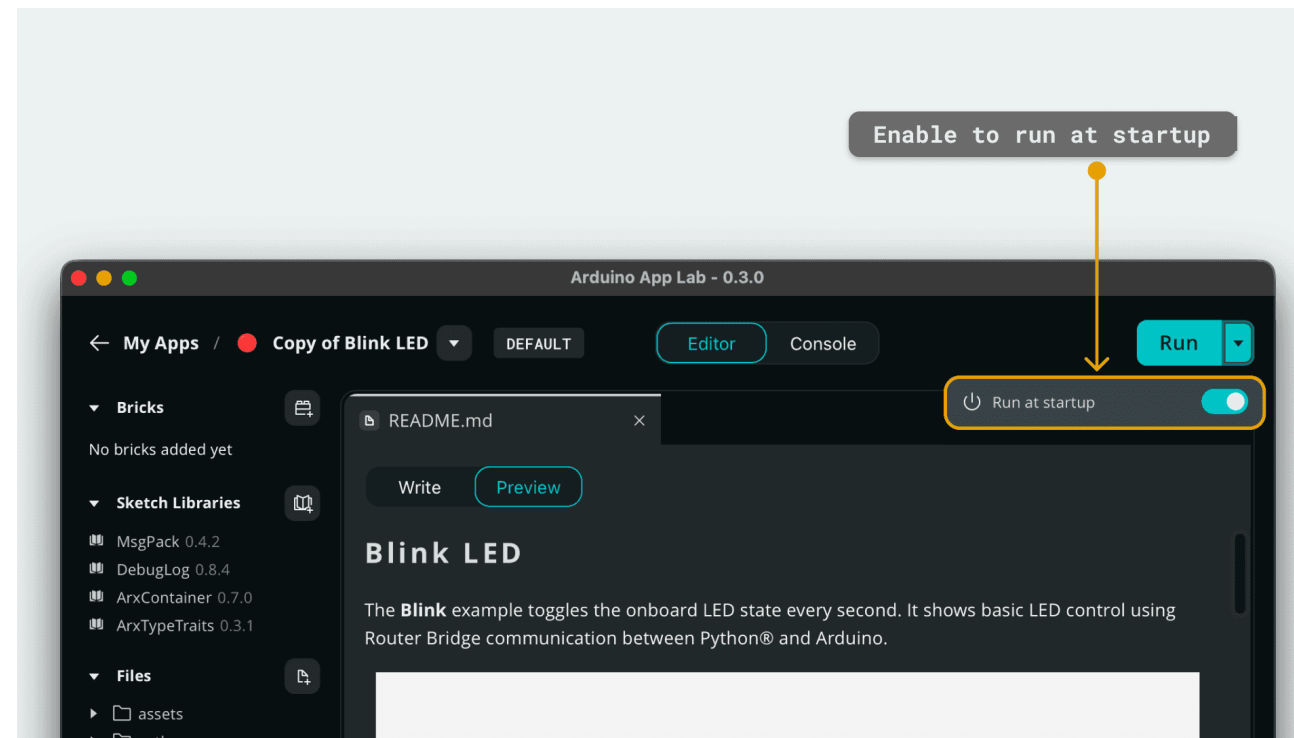 Enable to run at startup
Arduino App Lab - 0.3.0
My Apps / Copy of Blink LED DEFAULT Editor Console Run
Bricks
No bricks added yet
Sketch Libraries
MsgPack 0.4.2
DebugLog 0.8.4
ArxContainer 0.7.0
ArxTypeTraits 0.3.1
Files
assets
Run at startup
README.md
Write Preview
Blink LED
The Blink example toggles the onboard LED state every second. It shows basic LED control using
Router Bridge communication between Python® and Arduino.